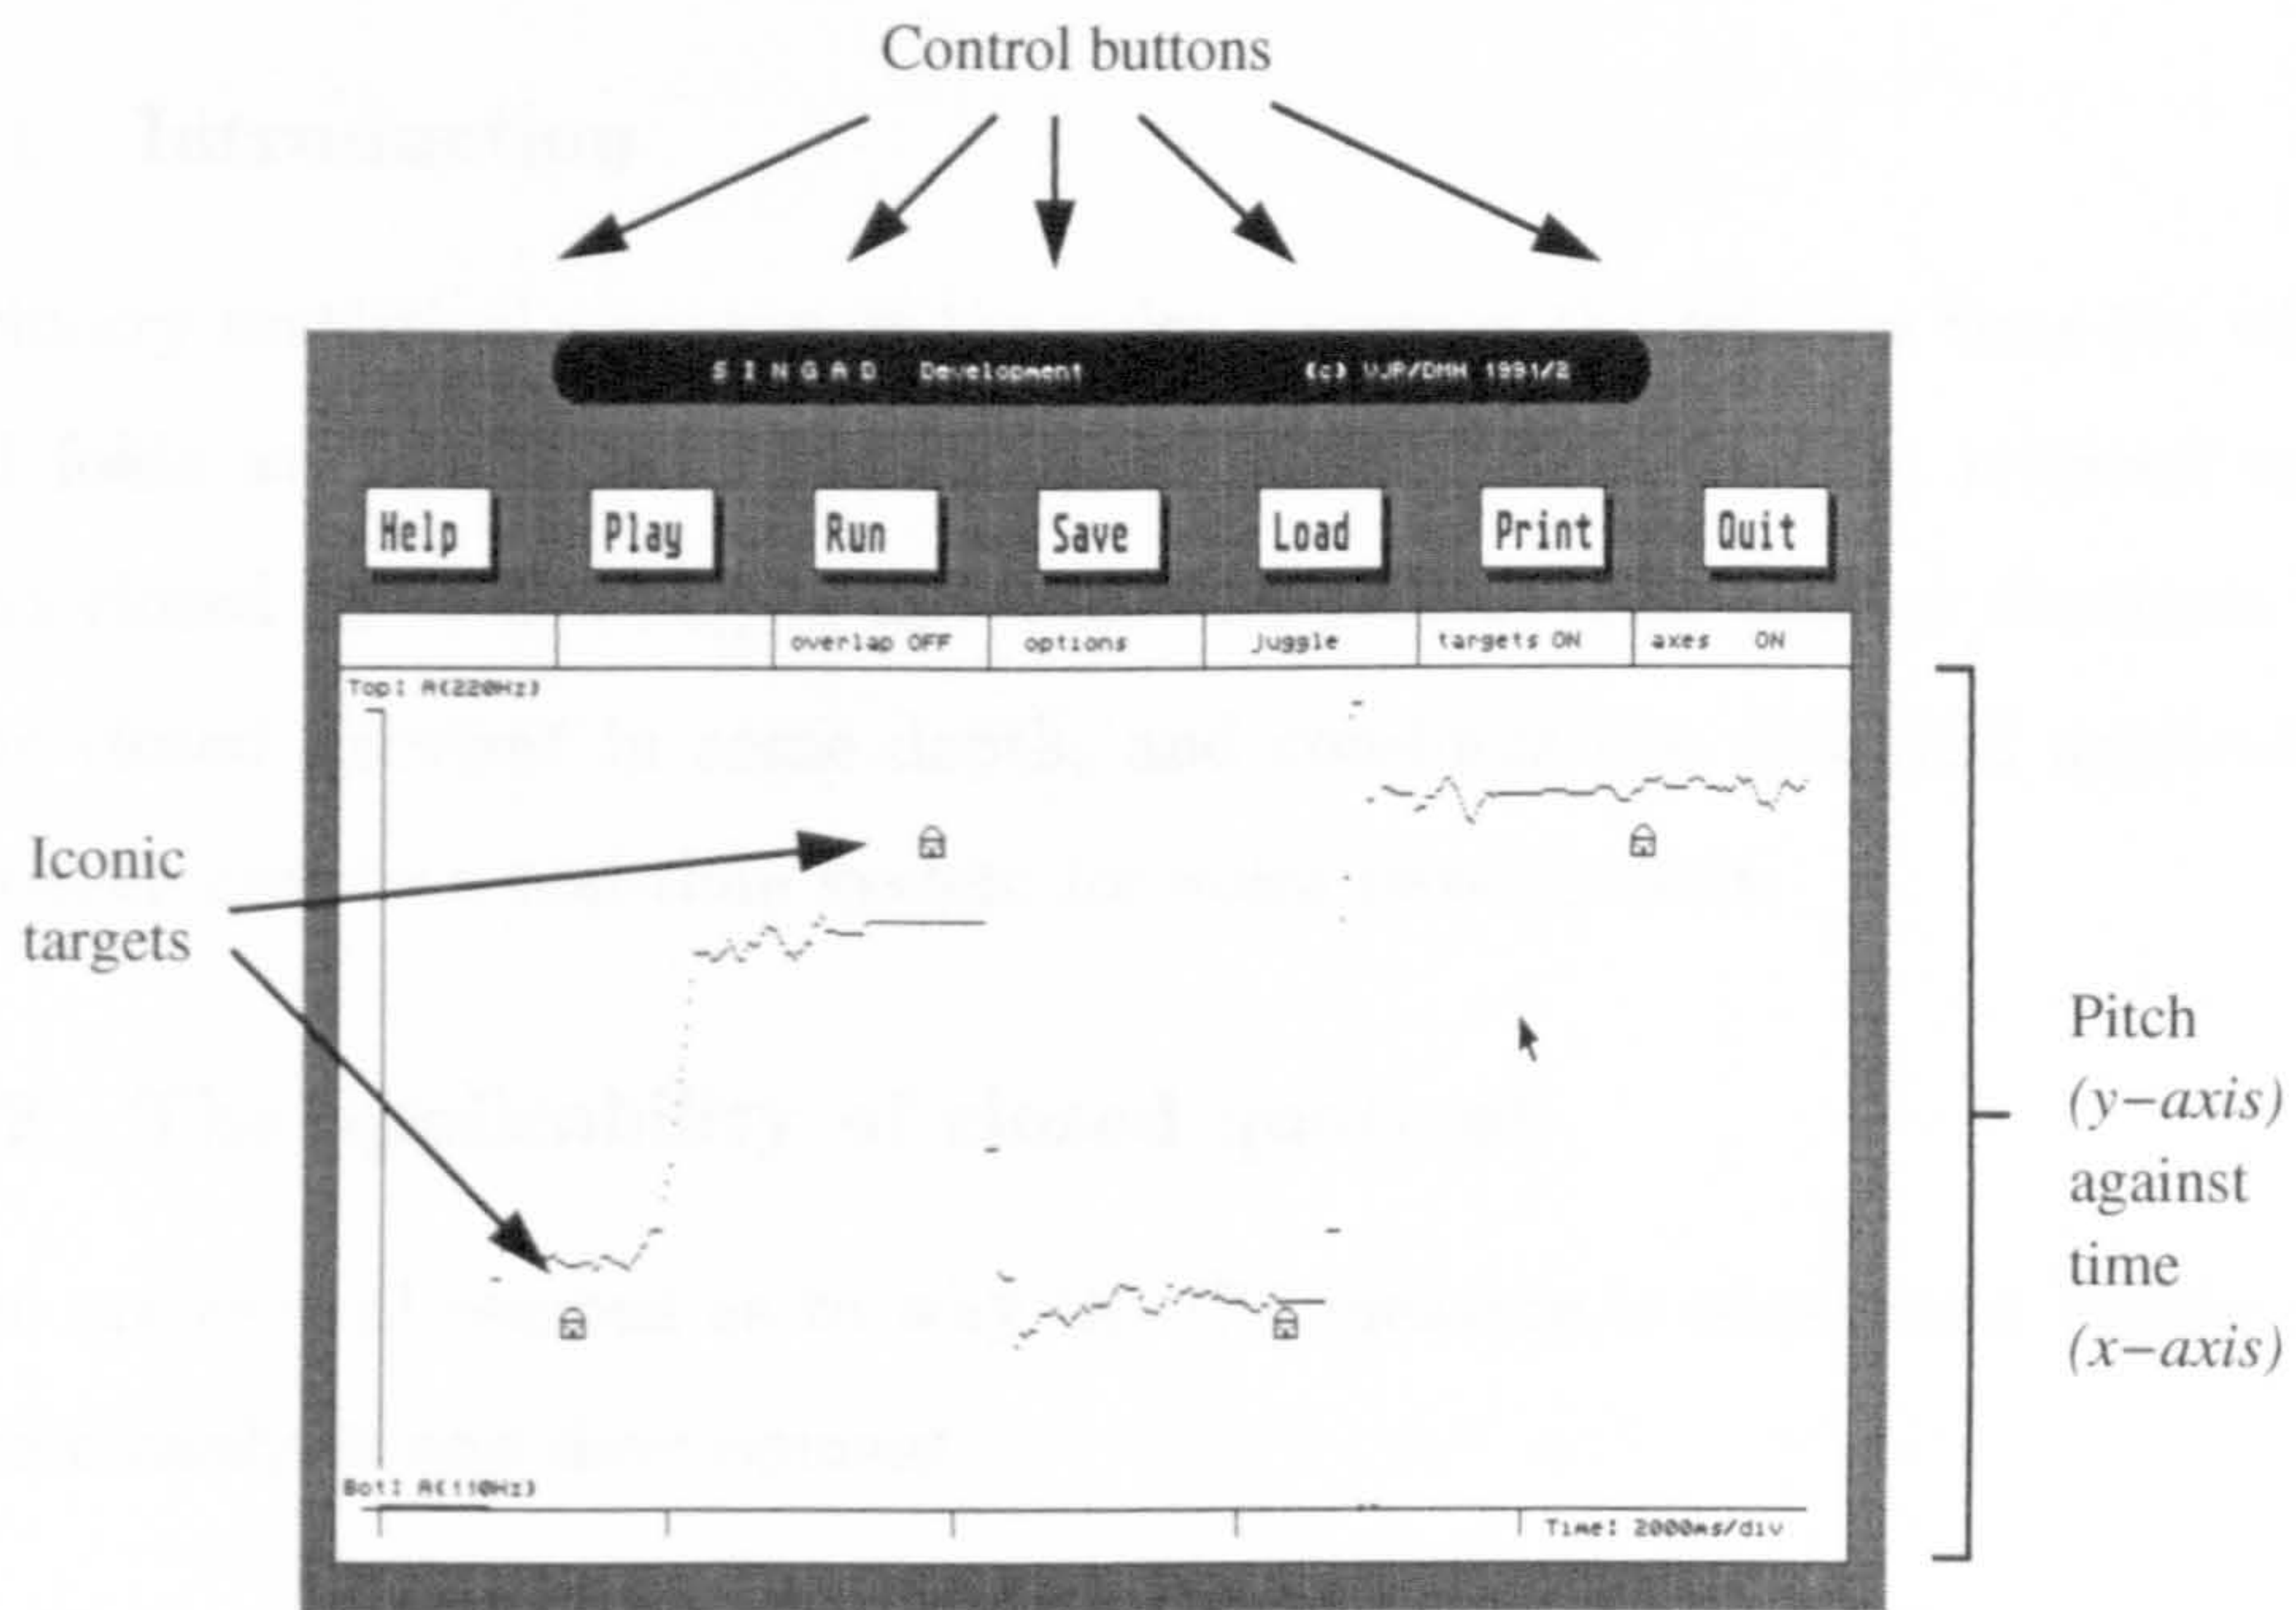 Control buttons
S I N G A D Development (c) VJP/DMH 1991/2
Help Play Run Save Load Print Quit
overlap OFF options juggle targets ON axes ON
Top: A(220Hz)
Iconic
targets
Pitch
(y-axis)
against
time
(x-axis)
Bot: A(110Hz)
Time: 2000ms/div